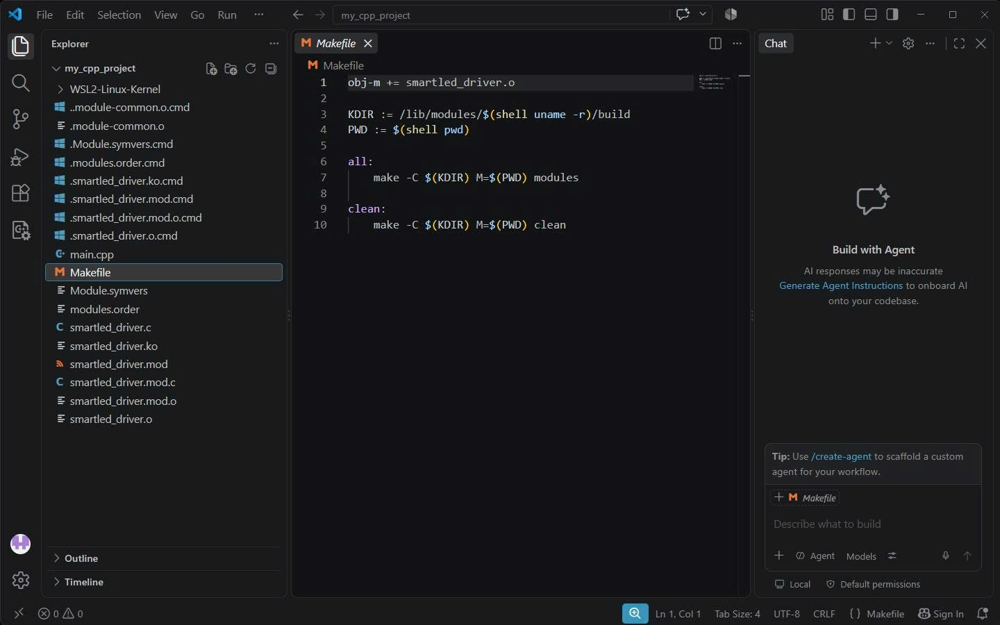 File Edit Selection View Go Run ··· my_cpp_project
Explorer ···
my_cpp_project
WSL2-Linux-Kernel
..module-common.o.cmd
.module-common.o
.Module.symvers.cmd
.modules.order.cmd
.smartled_driver.ko.cmd
.smartled_driver.mod.cmd
.smartled_driver.mod.o.cmd
.smartled_driver.o.cmd
main.cpp
Makefile
Module.symvers
modules.order
smartled_driver.c
smartled_driver.ko
smartled_driver.mod
smartled_driver.mod.c
smartled_driver.mod.o
smartled_driver.o
Outline
Timeline
Makefile
Makefile
1 obj-m += smartled_driver.o
2
3 KDIR := /lib/modules/$(shell uname -r)/build
4 PWD := $(shell pwd)
5
6 all:
7 make -C $(KDIR) M=$(PWD) modules
8
9 clean:
10 make -C $(KDIR) M=$(PWD) clean
Chat
Build with Agent
AI responses may be inaccurate
Generate Agent Instructions to onboard AI
onto your codebase.
Tip: Use /create-agent to scaffold a custom
agent for your workflow.
Makefile
Describe what to build
Agent Models
Local Default permissions
0 0 Ln 1, Col 1 Tab Size: 4 UTF-8 CRLF { } Makefile Sign In